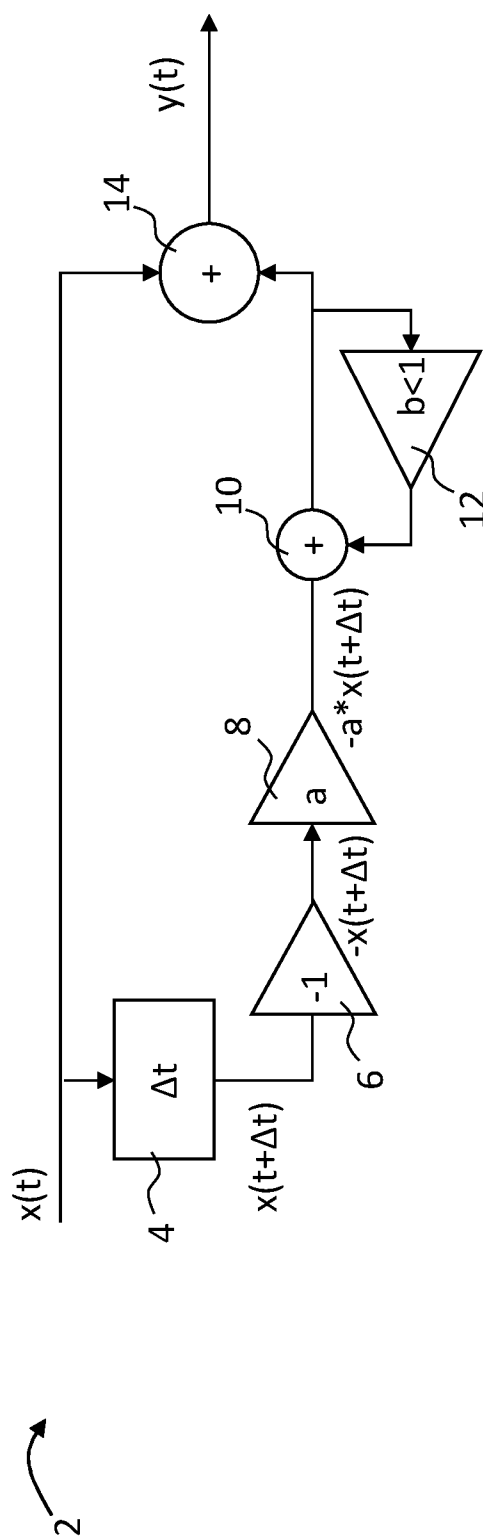 2
x(t)
4
Δt
x(t+Δt)
-1
6
-x(t+Δt)
8
a
-a*x(t+Δt)
10
+
b<1
12
14
+
y(t)